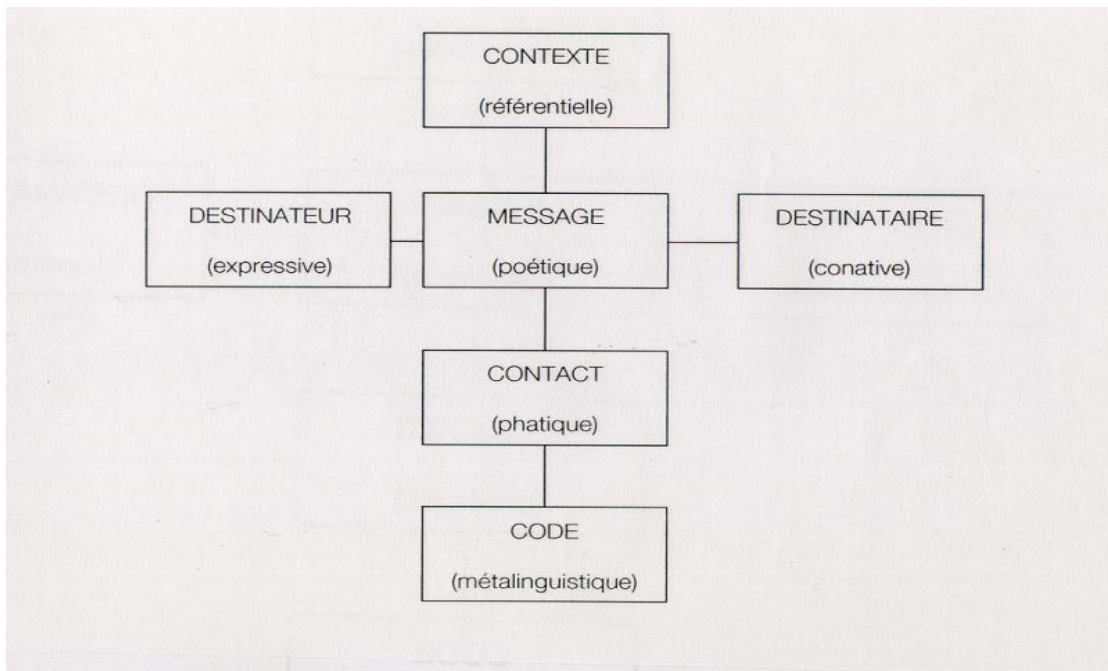 CONTEXTE
(référentielle)
DESTINATEUR
(expressive)
MESSAGE
(poétique)
DESTINATAIRE
(conative)
CONTACT
(phatique)
CODE
(métalinguistique)